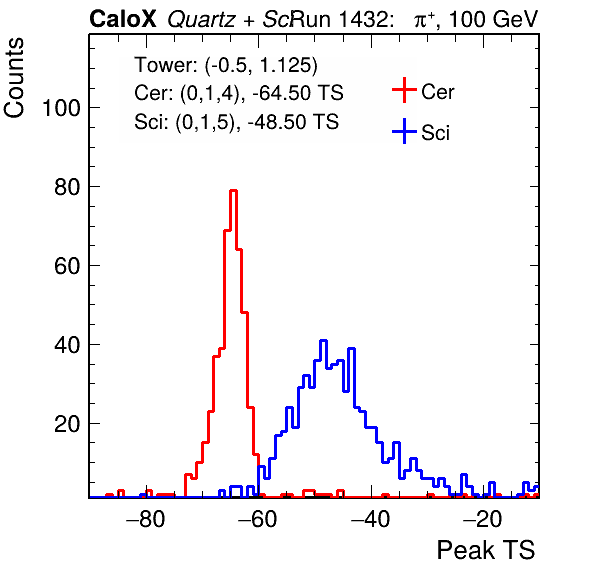 CaloX Quartz + ScRun 1432: π⁺, 100 GeV
Counts
Tower: (-0.5, 1.125)
Cer: (0,1,4), -64.50 TS
Sci: (0,1,5), -48.50 TS
Cer
Sci
100
80
60
40
20
−80 −60 −40 −20
Peak TS